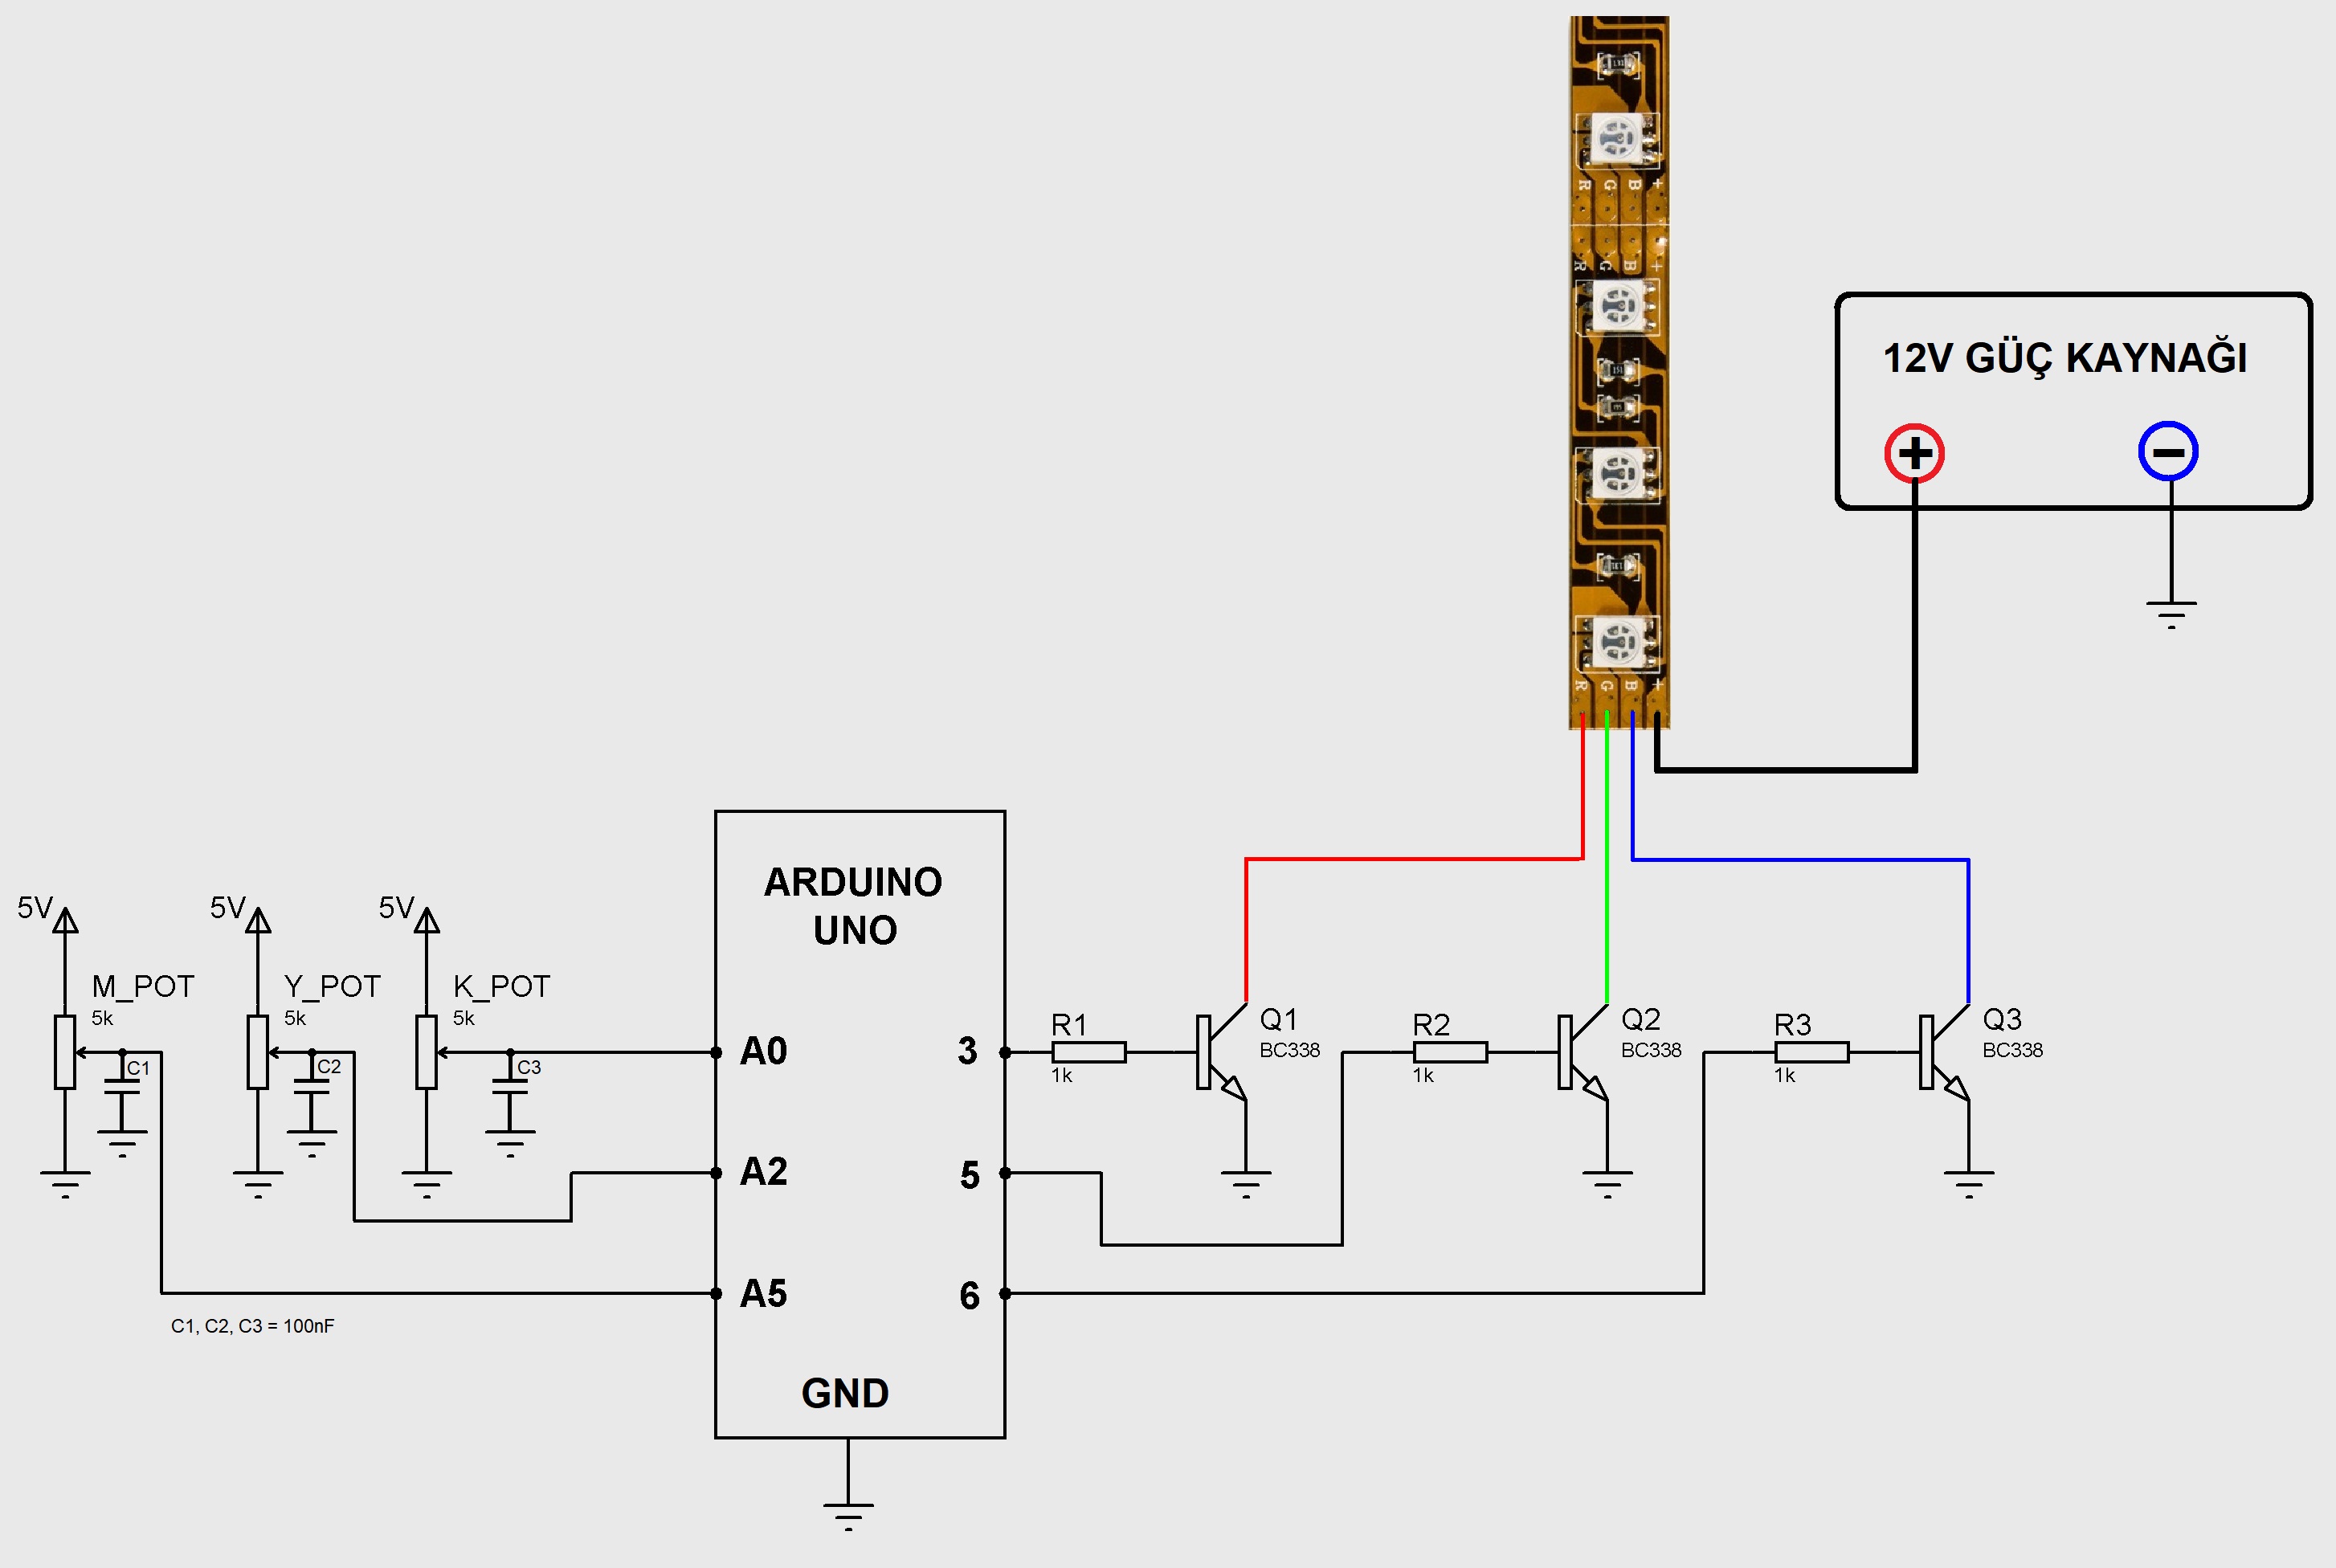 R G B +
R G B +
12V GÜÇ KAYNAĞI
+ −
151
R G B +
ARDUINO
UNO
5V
5V
5V
M_POT
5k
Y_POT
5k
K_POT
5k
C1
C2
C3
A0
A2
A5
3
5
6
GND
R1
1k
Q1
BC338
R2
1k
Q2
BC338
R3
1k
Q3
BC338
C1, C2, C3 = 100nF